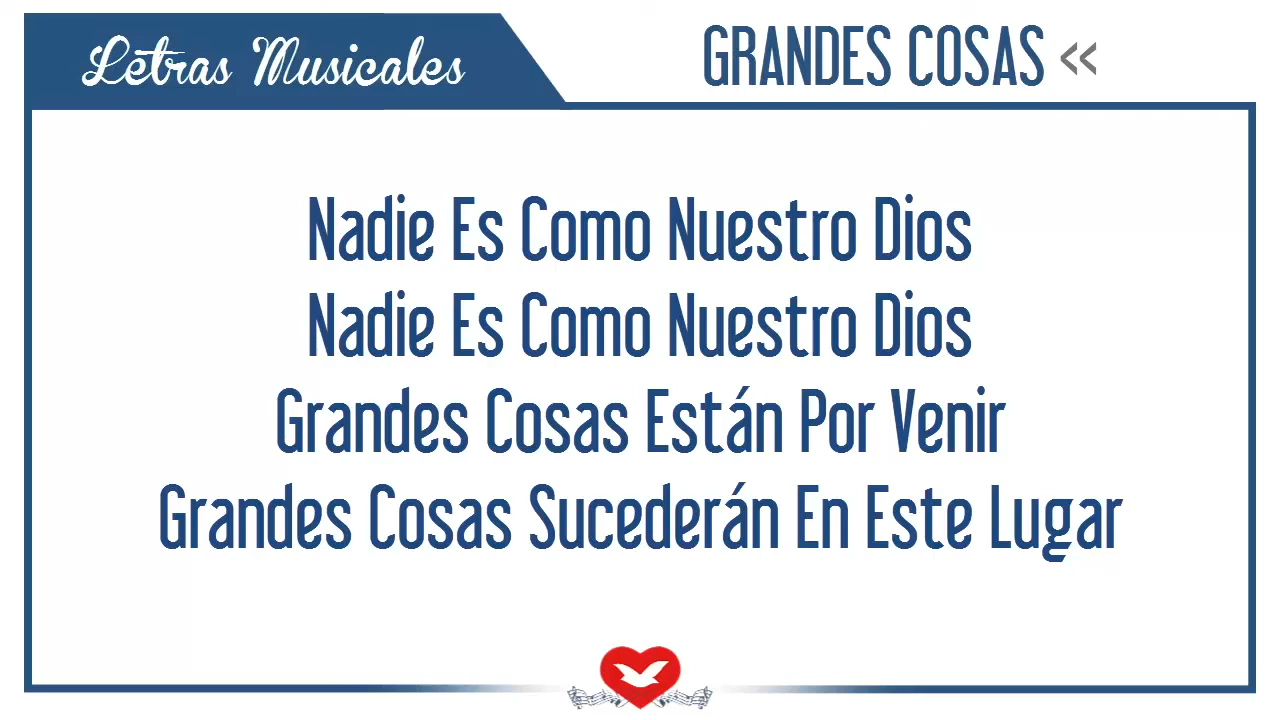 Letras Musicales
GRANDES COSAS <<
Nadie Es Como Nuestro Dios
Nadie Es Como Nuestro Dios
Grandes Cosas Están Por Venir
Grandes Cosas Sucederán En Este Lugar